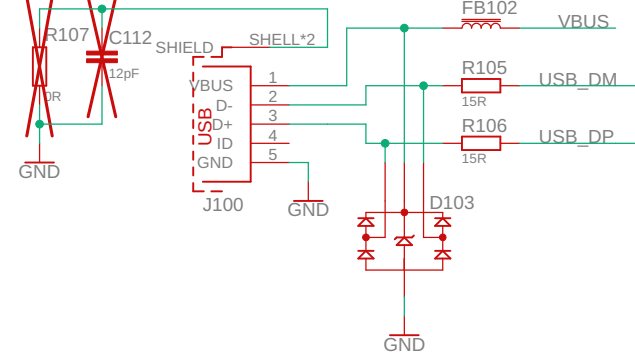 FB102
VBUS
R107
C112
SHIELD
SHELL*2
12pF
0R
VBUS 1
D- 2
D+ 3
ID 4
GND 5
USB
J100
R105
15R
USB_DM
R106
15R
USB_DP
GND
GND
D103
GND